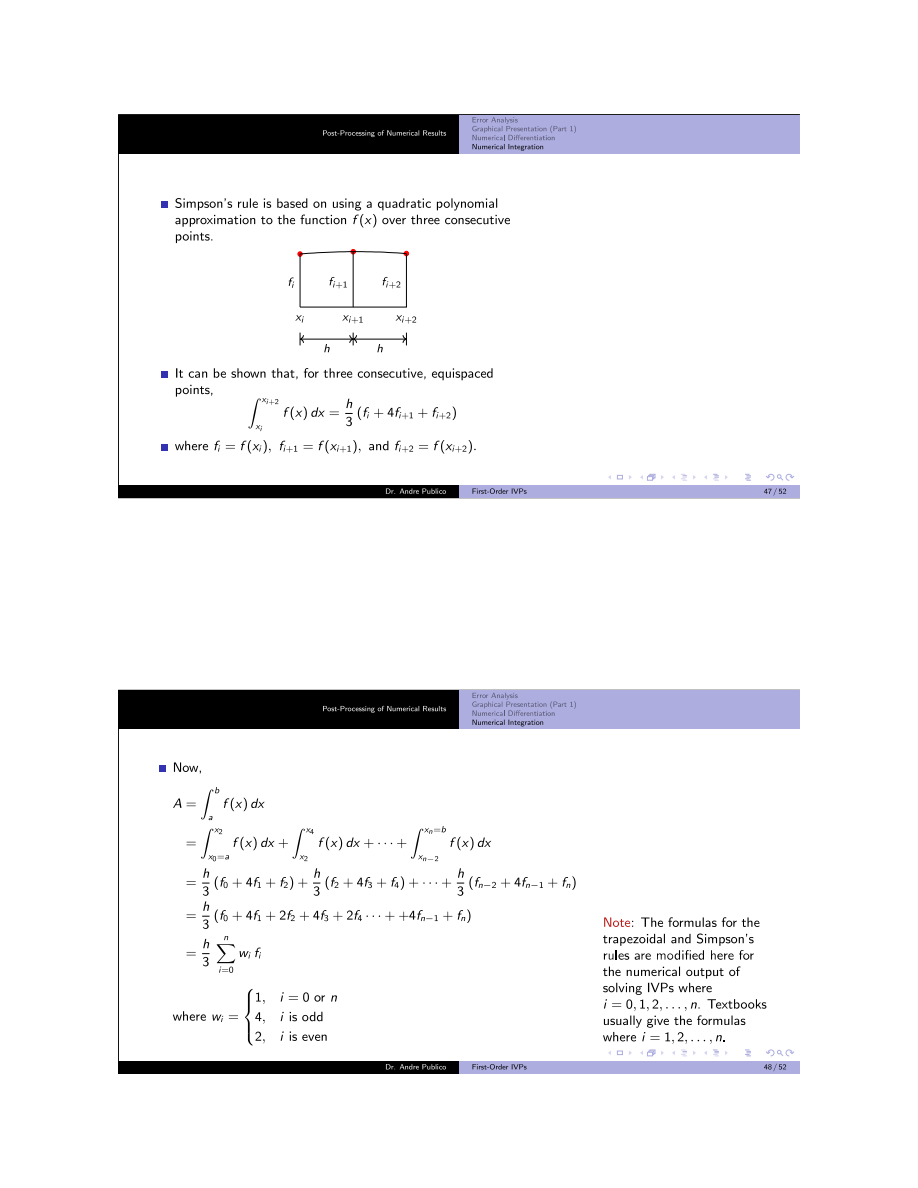 Post-Processing of Numerical Results
Error Analysis
Graphical Presentation (Part 1)
Numerical Differentiation
Numerical Integration
Simpson's rule is based on using a quadratic polynomial
approximation to the function f(x) over three consecutive
points.
f_i f_{i+1} f_{i+2}
x_i x_{i+1} x_{i+2}
h h
It can be shown that, for three consecutive, equispaced
points,
∫_{x_i}^{x_{i+2}} f(x) dx = h/3 (f_i + 4f_{i+1} + f_{i+2})
where f_i = f(x_i), f_{i+1} = f(x_{i+1}), and f_{i+2} = f(x_{i+2}).
Dr. Andre Publico First-Order IVPs 47 / 52
Post-Processing of Numerical Results
Error Analysis
Graphical Presentation (Part 1)
Numerical Differentiation
Numerical Integration
Now,
A = ∫_a^b f(x) dx
= ∫_{x_0=a}^{x_2} f(x) dx + ∫_{x_2}^{x_4} f(x) dx + ··· + ∫_{x_{n−2}}^{x_n=b} f(x) dx
= h/3 (f_0 + 4f_1 + f_2) + h/3 (f_2 + 4f_3 + f_4) + ··· + h/3 (f_{n−2} + 4f_{n−1} + f_n)
= h/3 (f_0 + 4f_1 + 2f_2 + 4f_3 + 2f_4 ··· + +4f_{n−1} + f_n)
= h/3 ∑_{i=0}^{n} w_i f_i
where w_i = { 1, i = 0 or n
4, i is odd
2, i is even
Note: The formulas for the
trapezoidal and Simpson's
rules are modified here for
the numerical output of
solving IVPs where
i = 0, 1, 2, . . . , n. Textbooks
usually give the formulas
where i = 1, 2, . . . , n.
Dr. Andre Publico First-Order IVPs 48 / 52